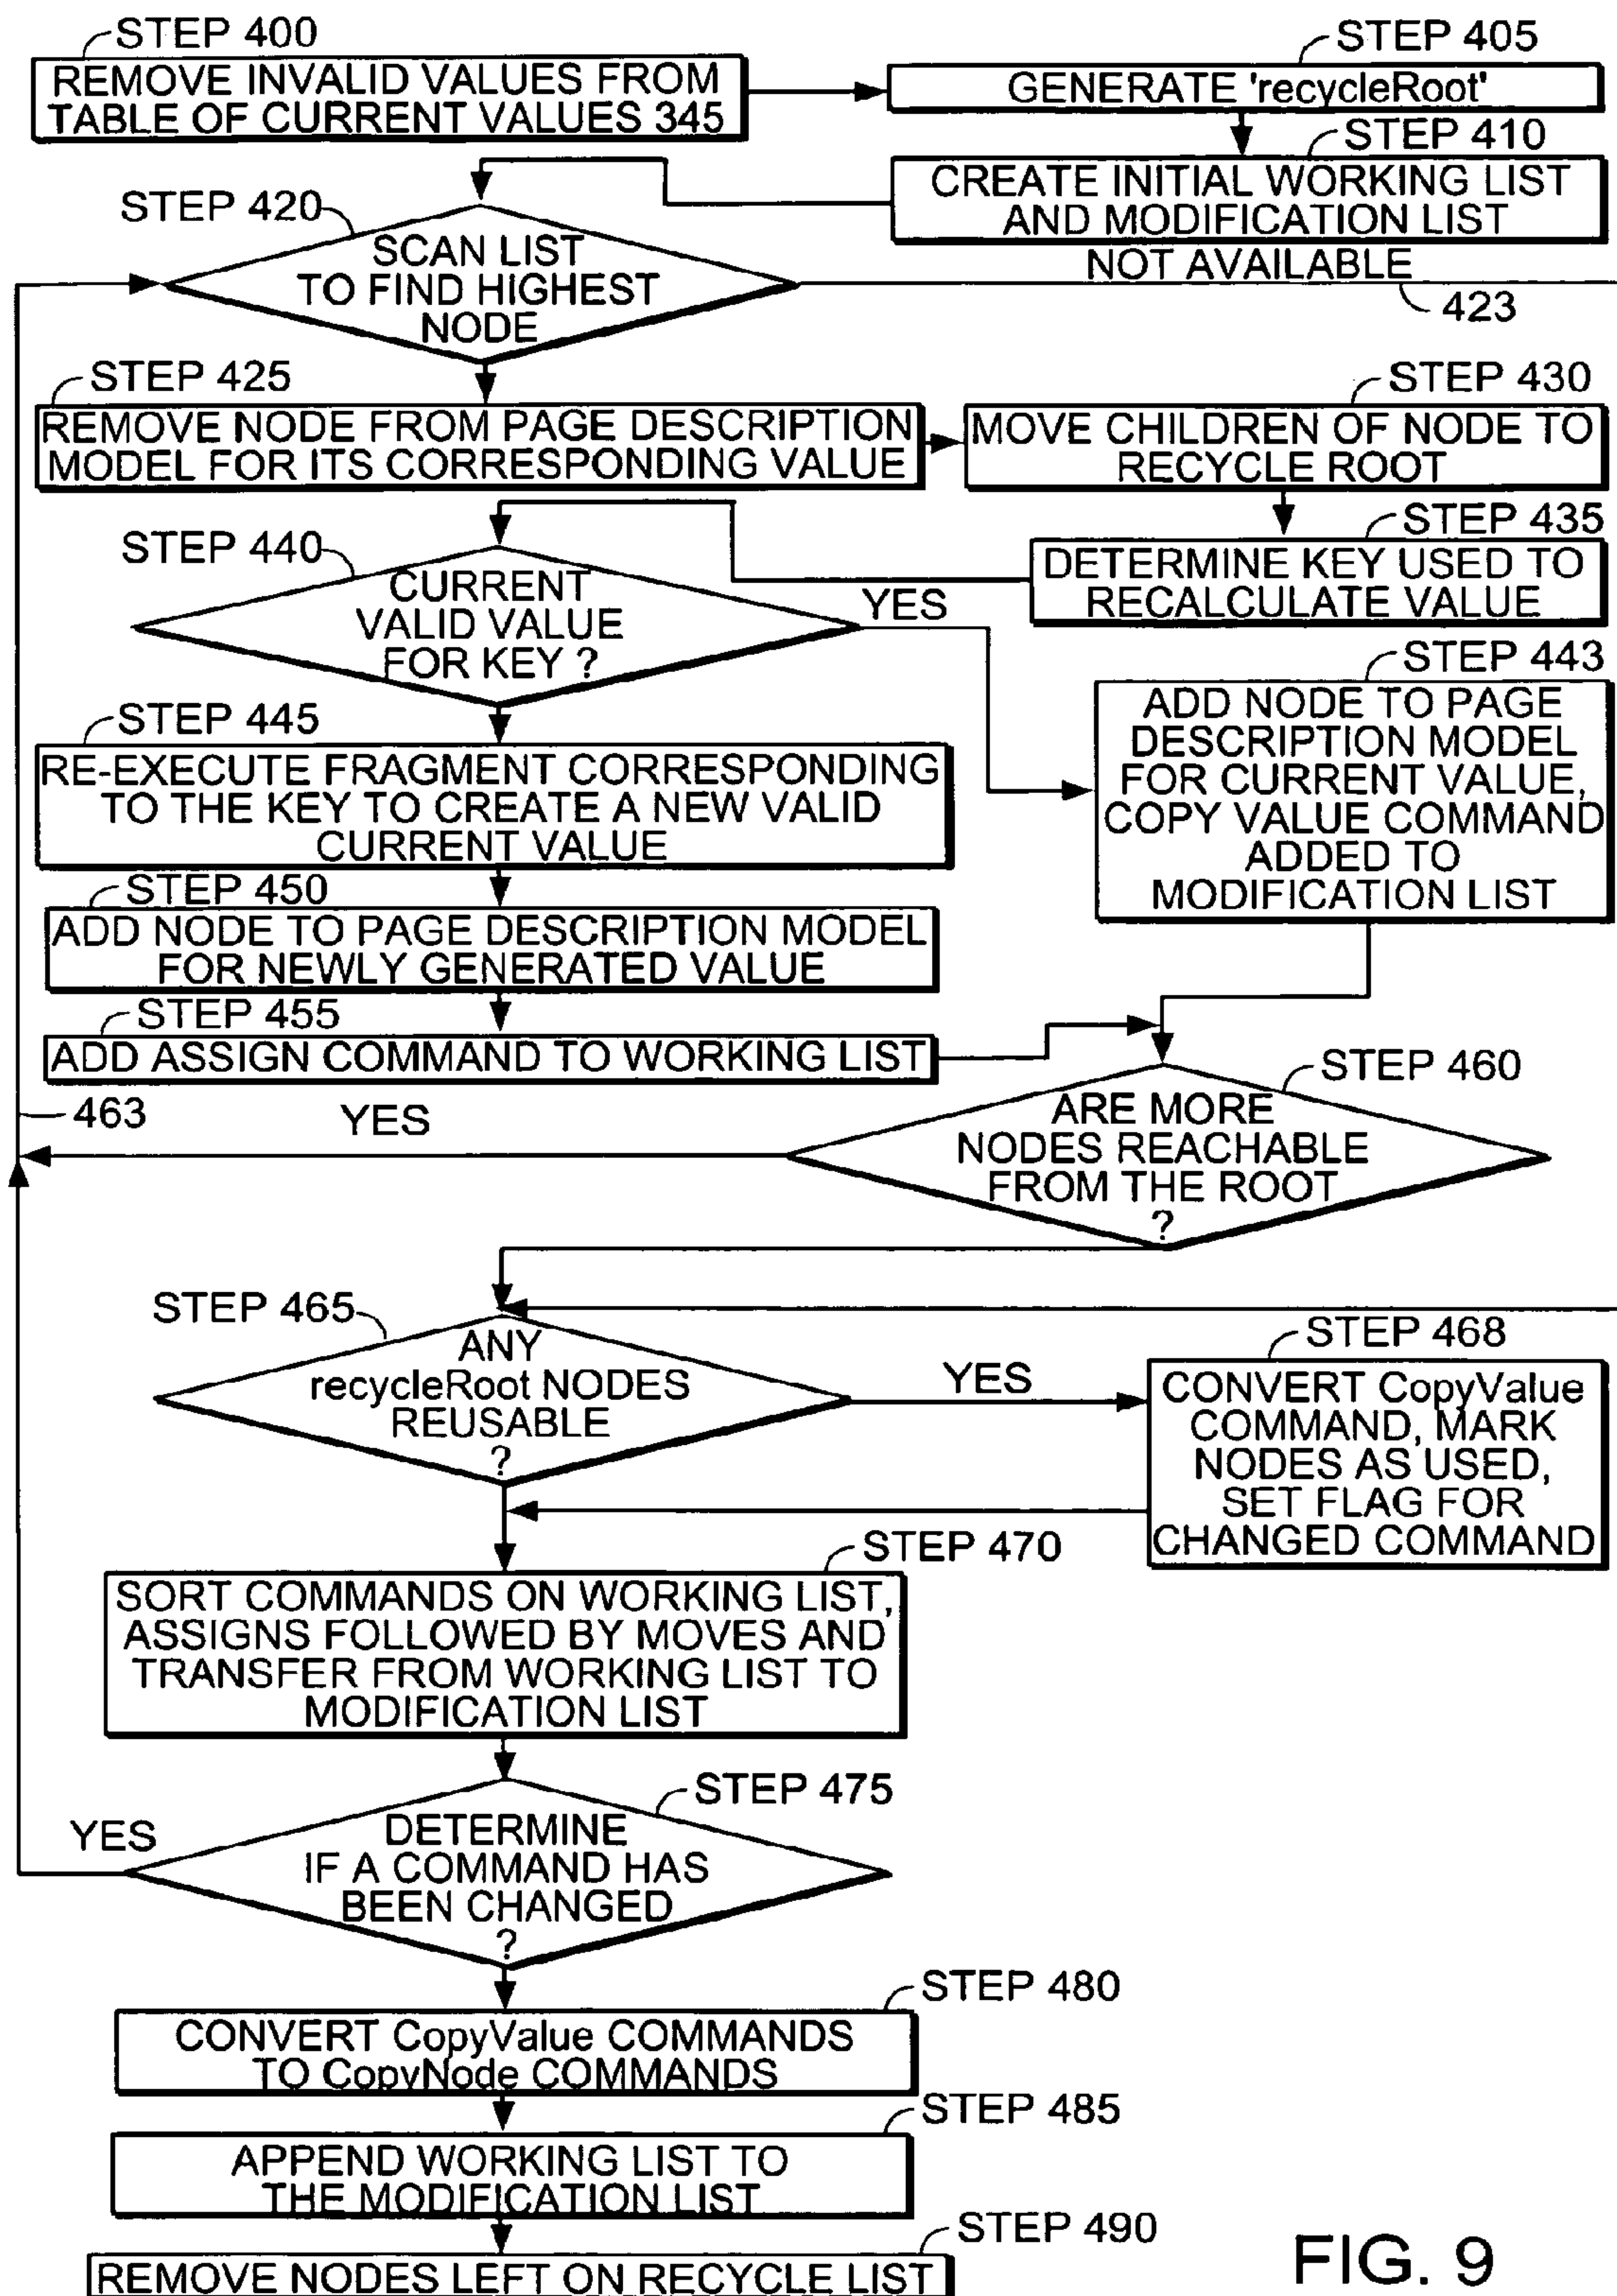 STEP 400
REMOVE INVALID VALUES FROM
TABLE OF CURRENT VALUES 345
STEP 405
GENERATE 'recycleRoot'
STEP 410
CREATE INITIAL WORKING LIST
AND MODIFICATION LIST
STEP 420
SCAN LIST
TO FIND HIGHEST
NODE
NOT AVAILABLE
423
STEP 425
REMOVE NODE FROM PAGE DESCRIPTION
MODEL FOR ITS CORRESPONDING VALUE
STEP 430
MOVE CHILDREN OF NODE TO
RECYCLE ROOT
STEP 435
DETERMINE KEY USED TO
RECALCULATE VALUE
STEP 440
CURRENT
VALID VALUE
FOR KEY ?
YES
STEP 443
ADD NODE TO PAGE
DESCRIPTION MODEL
FOR CURRENT VALUE,
COPY VALUE COMMAND
ADDED TO
MODIFICATION LIST
STEP 445
RE-EXECUTE FRAGMENT CORRESPONDING
TO THE KEY TO CREATE A NEW VALID
CURRENT VALUE
STEP 450
ADD NODE TO PAGE DESCRIPTION MODEL
FOR NEWLY GENERATED VALUE
STEP 455
ADD ASSIGN COMMAND TO WORKING LIST
STEP 460
ARE MORE
NODES REACHABLE
FROM THE ROOT
?
463
YES
STEP 465
ANY
recycleRoot NODES
REUSABLE
?
YES
STEP 468
CONVERT CopyValue
COMMAND, MARK
NODES AS USED,
SET FLAG FOR
CHANGED COMMAND
STEP 470
SORT COMMANDS ON WORKING LIST,
ASSIGNS FOLLOWED BY MOVES AND
TRANSFER FROM WORKING LIST TO
MODIFICATION LIST
STEP 475
DETERMINE
IF A COMMAND HAS
BEEN CHANGED
?
YES
STEP 480
CONVERT CopyValue COMMANDS
TO CopyNode COMMANDS
STEP 485
APPEND WORKING LIST TO
THE MODIFICATION LIST
STEP 490
REMOVE NODES LEFT ON RECYCLE LIST
FIG. 9